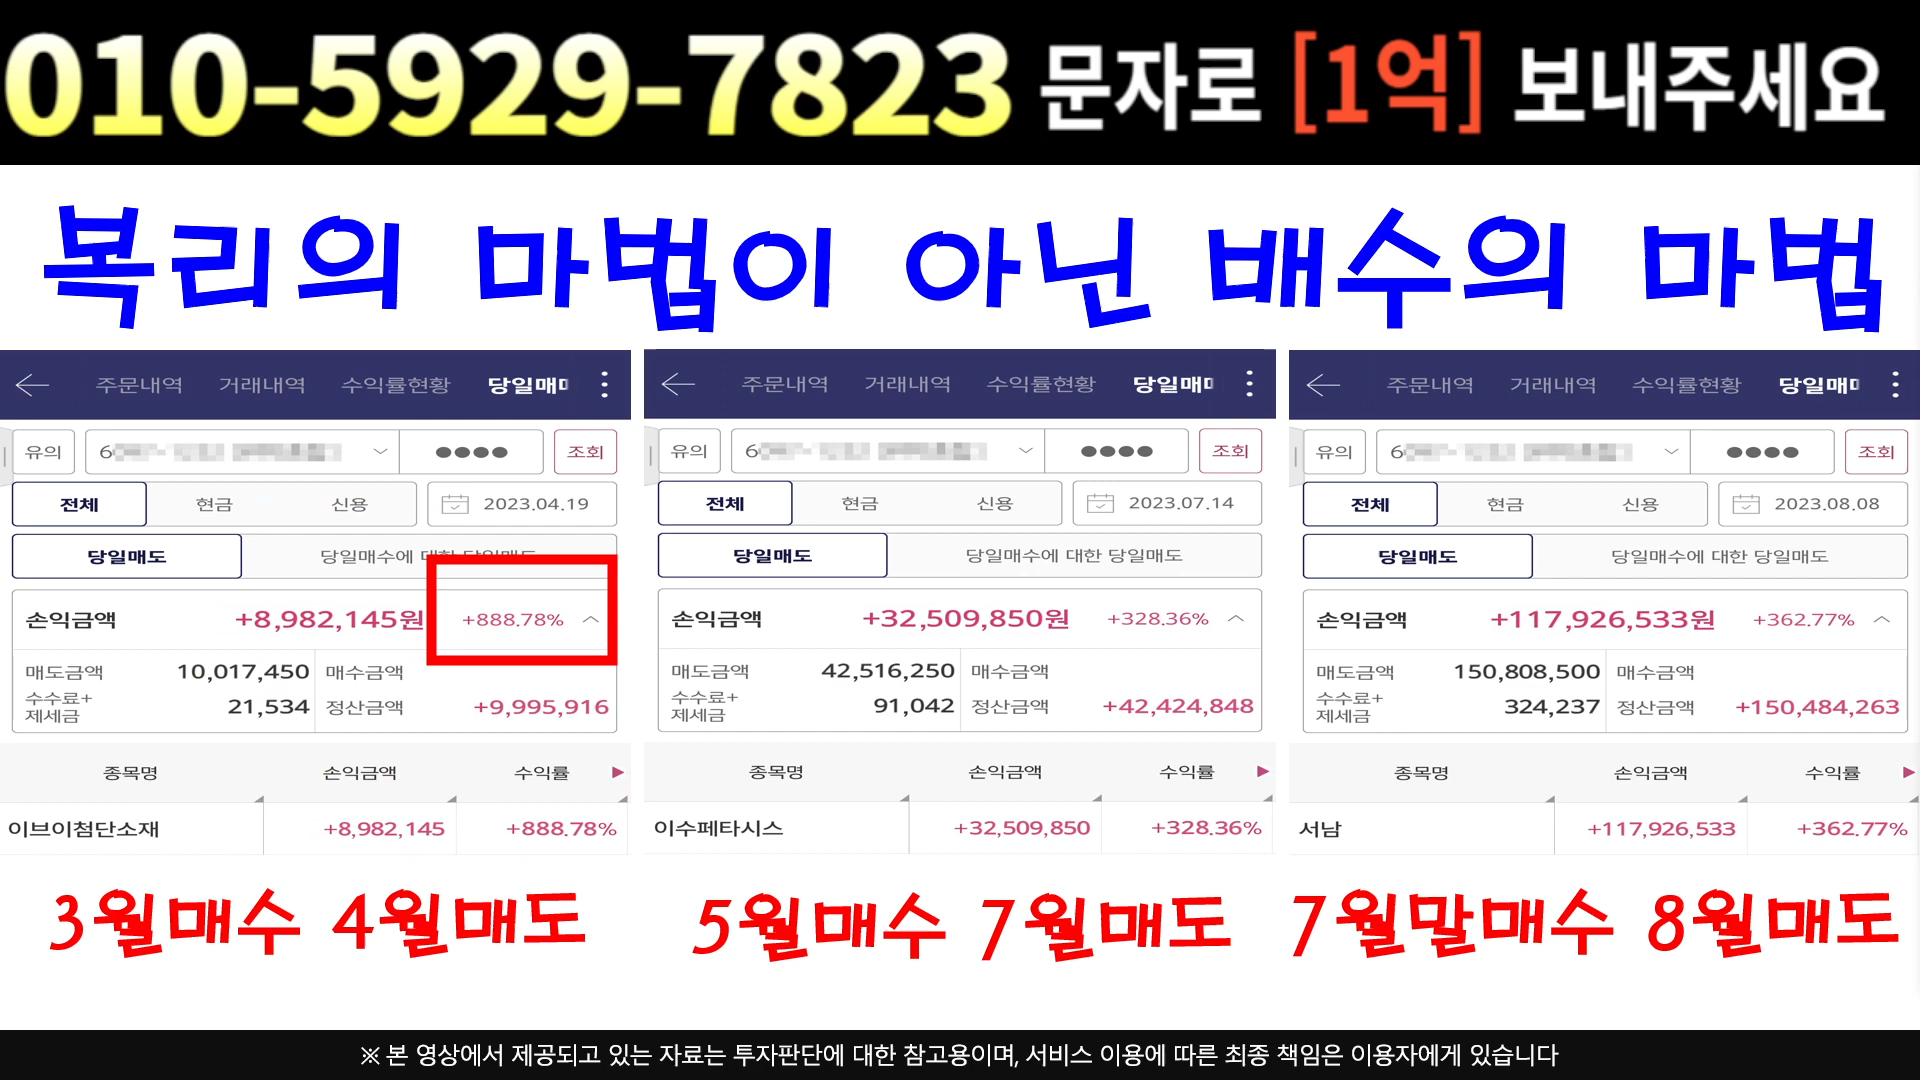 010-5929-7823 문자로 [1억] 보내주세요
복리의 마법이 아닌 배수의 마법
주문내역 거래내역 수익률현황 당일매
유의 6 ●●●● 조회
전체 현금 신용 2023.04.19
당일매도 당일매수에 대한 당일매도
손익금액 +8,982,145원 +888.78%
매도금액 10,017,450 매수금액
수수료+
제세금 21,534 정산금액 +9,995,916
종목명 손익금액 수익률
이브이첨단소재 +8,982,145 +888.78%
3월매수 4월매도
주문내역 거래내역 수익률현황 당일매
유의 6 ●●●● 조회
전체 현금 신용 2023.07.14
당일매도 당일매수에 대한 당일매도
손익금액 +32,509,850원 +328.36%
매도금액 42,516,250 매수금액
수수료+
제세금 91,042 정산금액 +42,424,848
종목명 손익금액 수익률
이수페타시스 +32,509,850 +328.36%
5월매수 7월매도
주문내역 거래내역 수익률현황 당일매
유의 6 ●●●● 조회
전체 현금 신용 2023.08.08
당일매도 당일매수에 대한 당일매도
손익금액 +117,926,533원 +362.77%
매도금액 150,808,500 매수금액
수수료+
제세금 324,237 정산금액 +150,484,263
종목명 손익금액 수익률
서남 +117,926,533 +362.77%
7월말매수 8월매도
※ 본 영상에서 제공되고 있는 자료는 투자판단에 대한 참고용이며, 서비스 이용에 따른 최종 책임은 이용자에게 있습니다